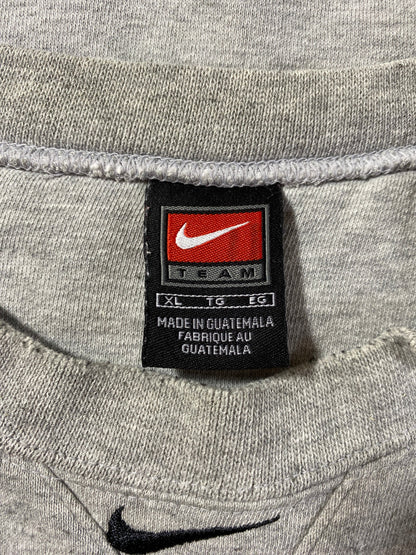 TEAM
XL TG EG
MADE IN GUATEMALA
FABRIQUE AU
GUATEMALA